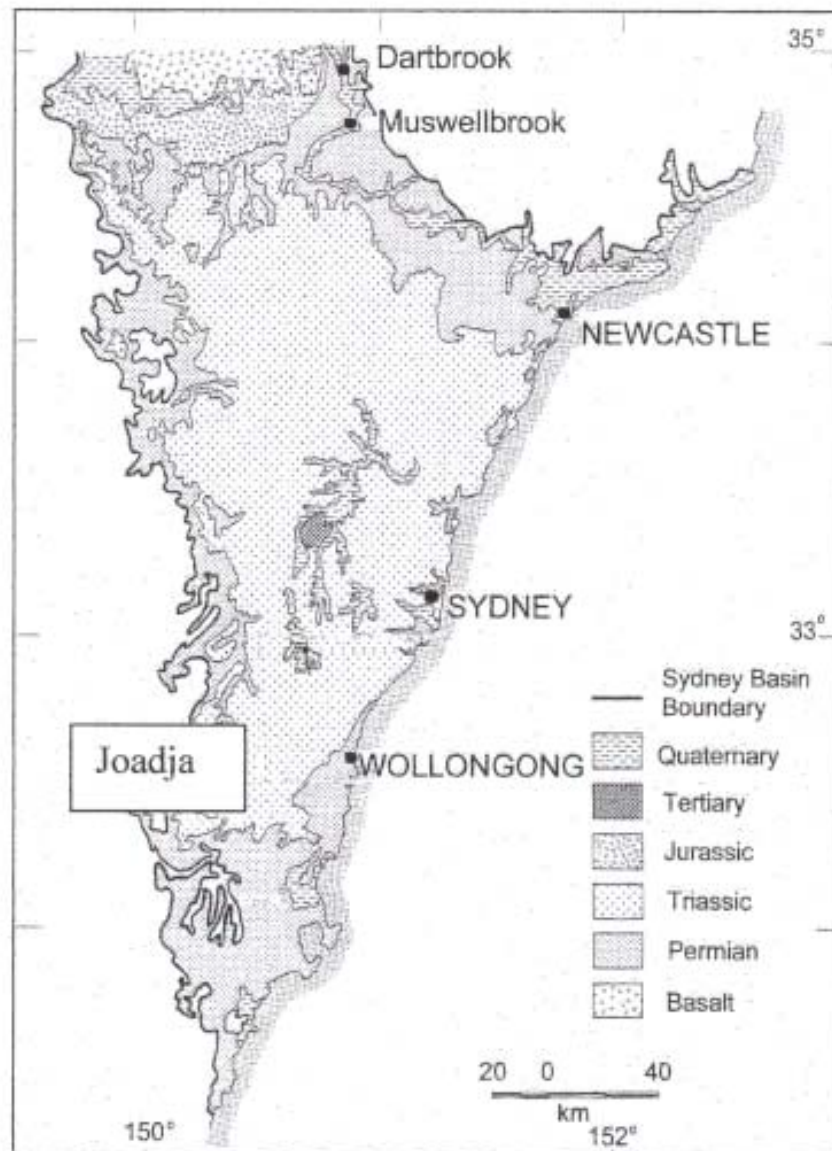 35°
Dartbrook
Muswellbrook
NEWCASTLE
SYDNEY
33°
Sydney Basin
Boundary
Joadja
WOLLONGONG
Quaternary
Tertiary
Jurassic
Triassic
Permian
Basalt
20 0 40
km
150°
152°